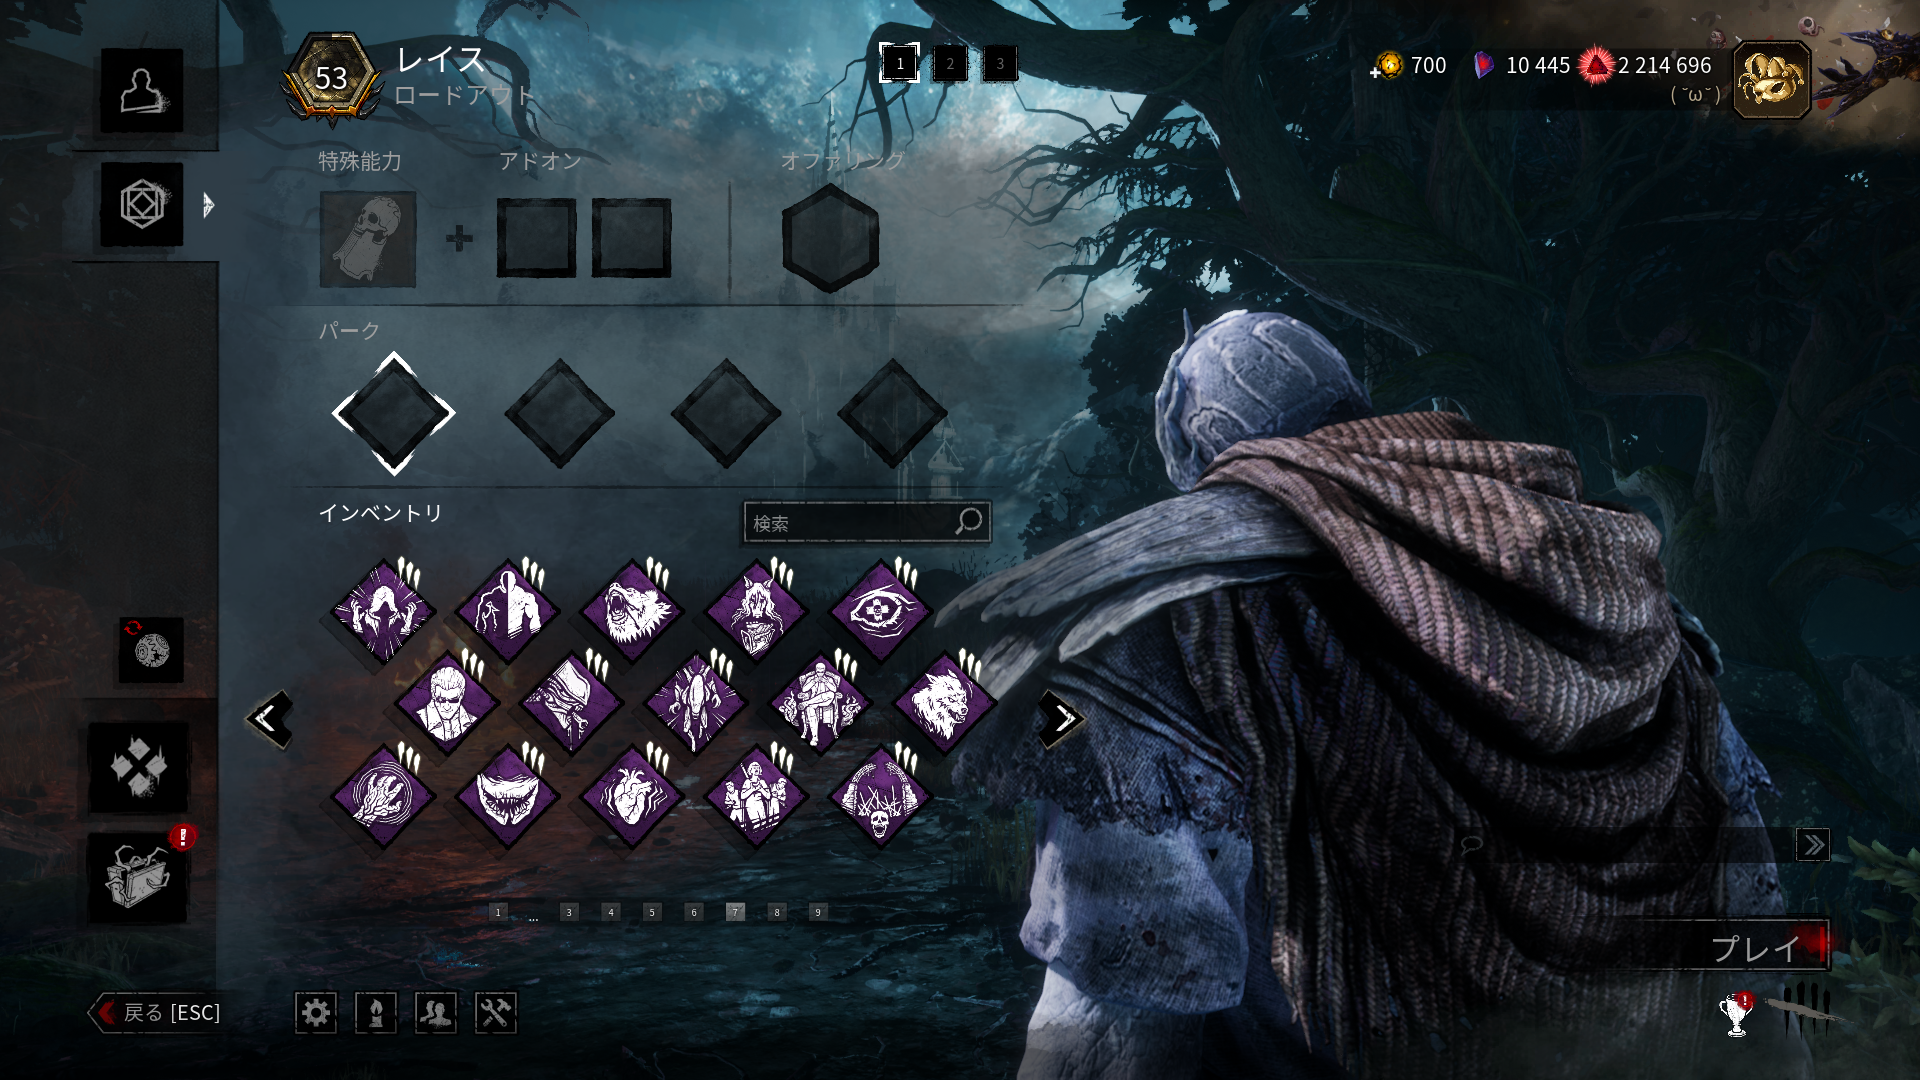 53
レイス
ロードアウト
1 2 3
700 10 445 2 214 696
( ˘ω˘ )
特殊能力 アドオン オファリング
パーク
インベントリ
検索
1 ... 3 4 5 6 7 8 9
プレイ
戻る [ESC]